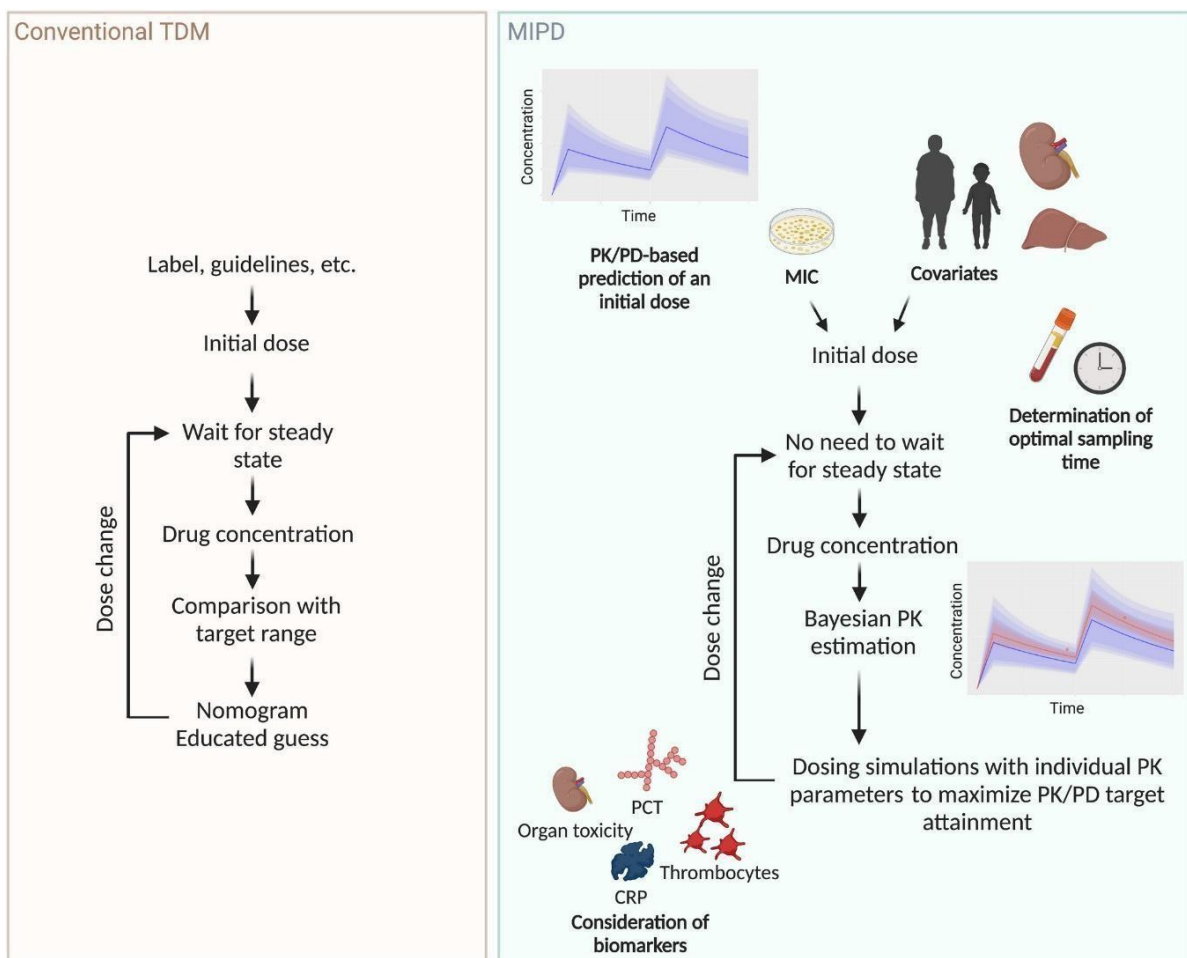 Conventional TDM
Label, guidelines, etc.
Initial dose
Wait for steady
state
Drug concentration
Comparison with
target range
Nomogram
Educated guess
Dose change
MIPD
Concentration
Time
PK/PD-based
prediction of an
initial dose
MIC
Covariates
Initial dose
Determination of
optimal sampling
time
No need to wait
for steady state
Drug concentration
Bayesian PK
estimation
Concentration
Time
Dose change
Dosing simulations with individual PK
parameters to maximize PK/PD target
attainment
PCT
Organ toxicity
Thrombocytes
CRP
Consideration of
biomarkers